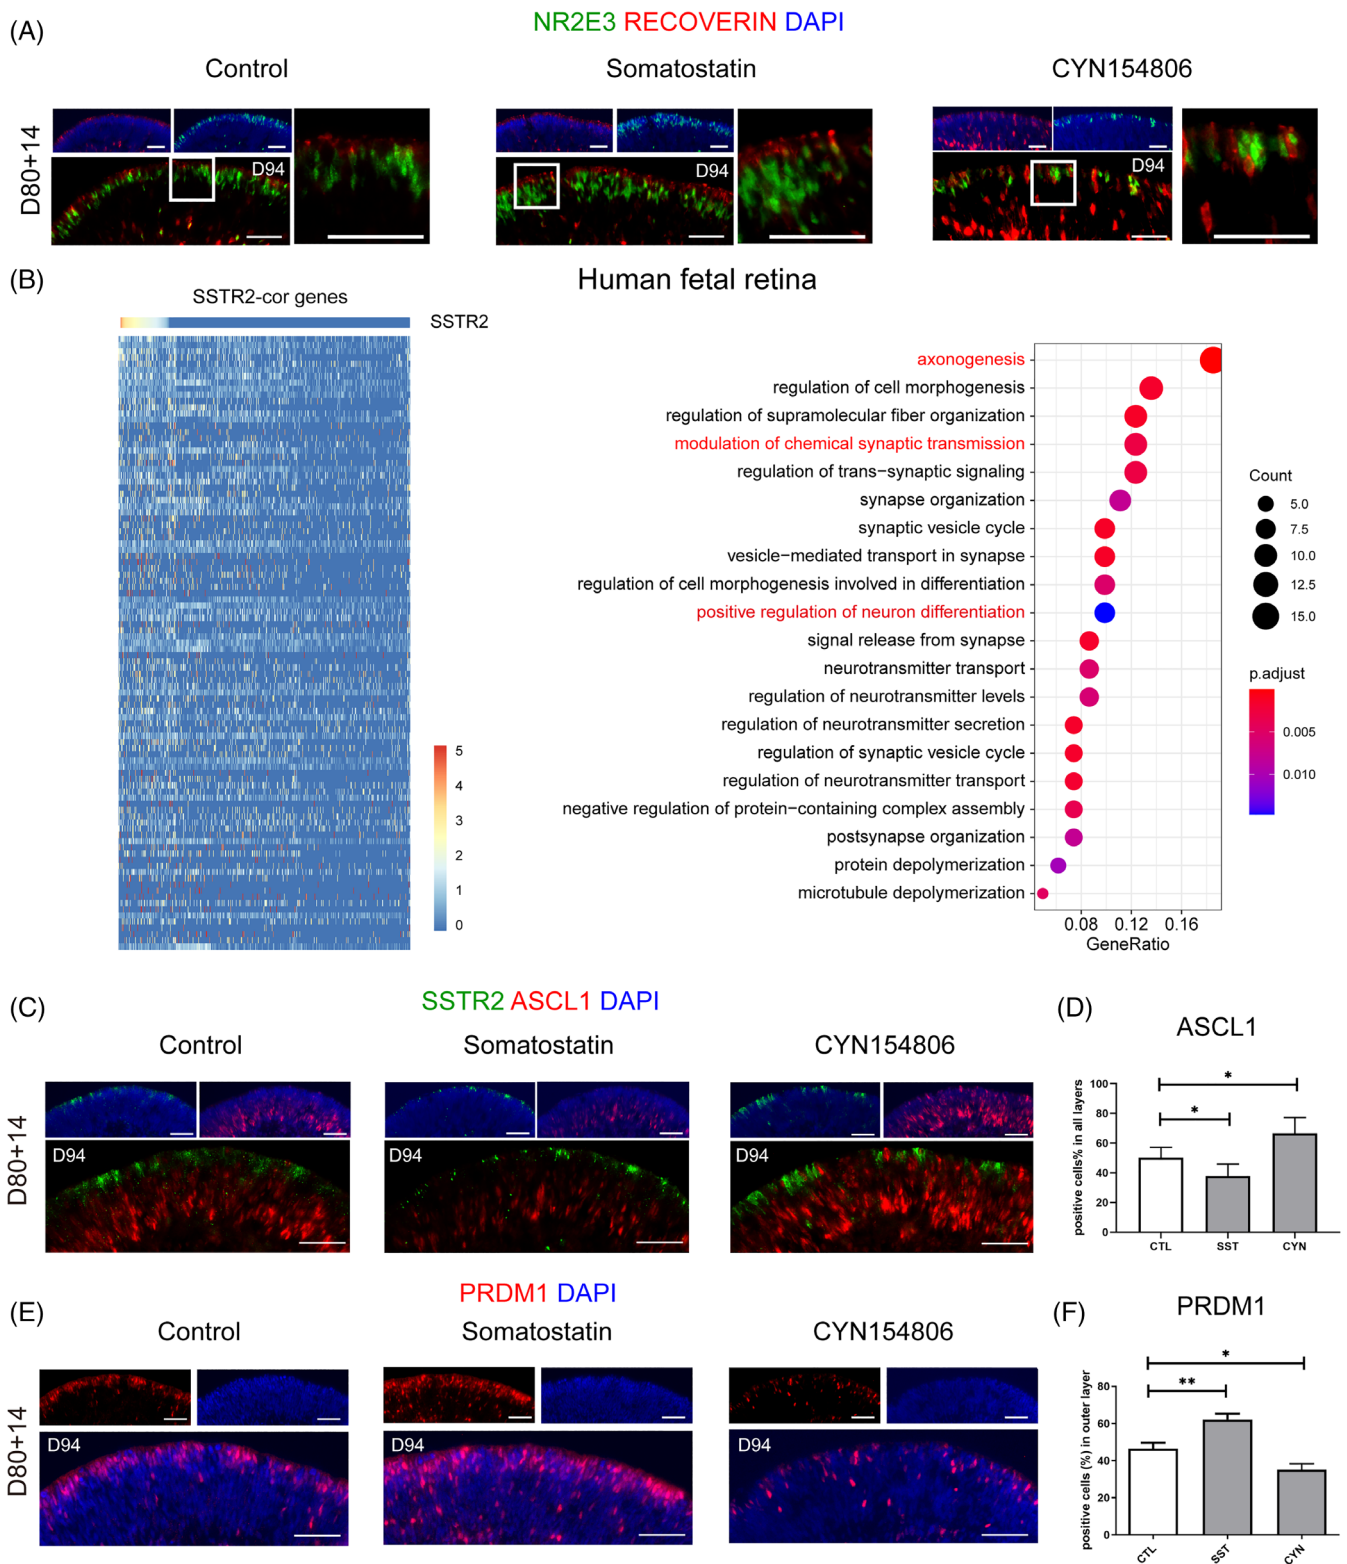 (A)
NR2E3 RECOVERIN DAPI
Control
Somatostatin
CYN154806
D80+14
D94
D94
D94
(B)
Human fetal retina
SSTR2-cor genes
SSTR2
5
4
3
2
1
0
axonogenesis
regulation of cell morphogenesis
regulation of supramolecular fiber organization
modulation of chemical synaptic transmission
regulation of trans−synaptic signaling
synapse organization
synaptic vesicle cycle
vesicle−mediated transport in synapse
regulation of cell morphogenesis involved in differentiation
positive regulation of neuron differentiation
signal release from synapse
neurotransmitter transport
regulation of neurotransmitter levels
regulation of neurotransmitter secretion
regulation of synaptic vesicle cycle
regulation of neurotransmitter transport
negative regulation of protein−containing complex assembly
postsynapse organization
protein depolymerization
microtubule depolymerization
0.08 0.12 0.16
GeneRatio
Count
5.0
7.5
10.0
12.5
15.0
p.adjust
0.005
0.010
(C)
SSTR2 ASCL1 DAPI
Control
Somatostatin
CYN154806
D80+14
D94
D94
D94
(D)
ASCL1
positive cells% in all layers
100
80
60
40
20
0
*
*
CTL SST CYN
(E)
PRDM1 DAPI
Control
Somatostatin
CYN154806
D80+14
D94
D94
D94
(F)
PRDM1
positive cells (%) in outer layer
80
60
40
20
0
*
**
CTL SST CYN